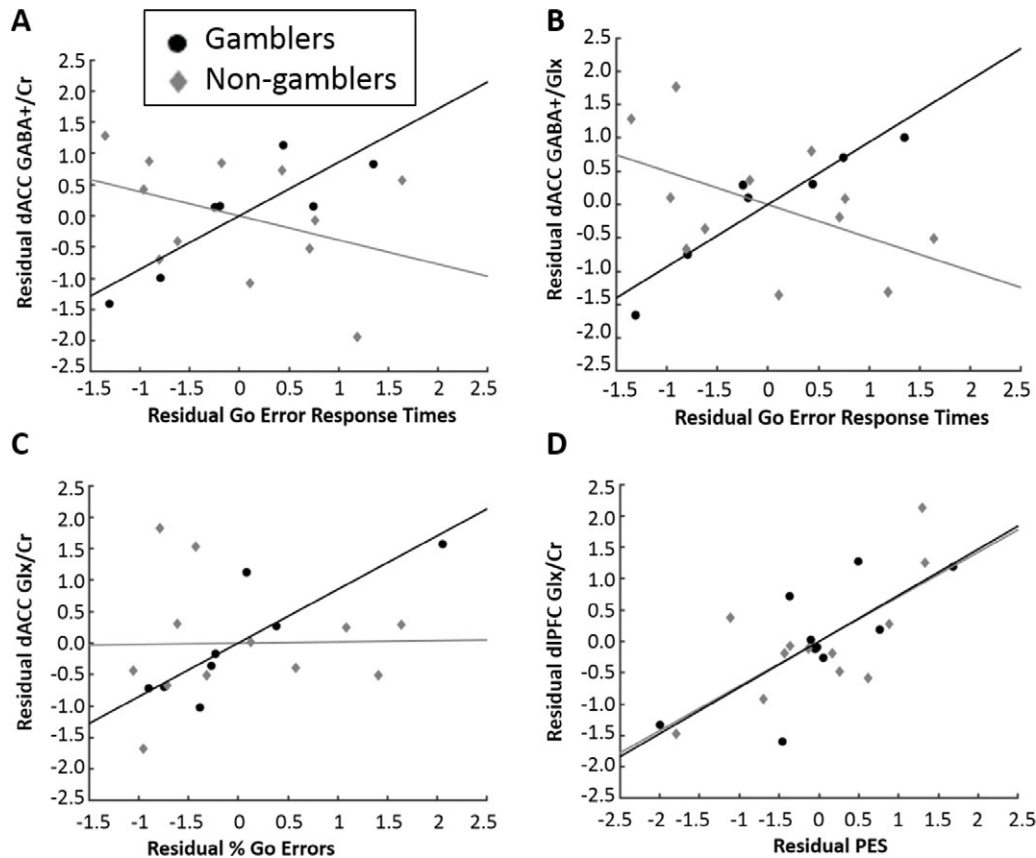 A
Gamblers
Non-gamblers
Residual dACC GABA+/Cr
2.5
2.0
1.5
1.0
0.5
0.0
-0.5
-1.0
-1.5
-2.0
-2.5
-1.5 -1 -0.5 0 0.5 1 1.5 2.0 2.5
Residual Go Error Response Times
B
Residual dACC GABA+/Glx
2.5
2.0
1.5
1.0
0.5
0.0
-0.5
-1.0
-1.5
-2.0
-2.5
-1.5 -1 -0.5 0 0.5 1 1.5 2.0 2.5
Residual Go Error Response Times
C
Residual dACC Glx/Cr
2.5
2.0
1.5
1.0
0.5
0.0
-0.5
-1.0
-1.5
-2.0
-2.5
-1.5 -1 -0.5 0 0.5 1 1.5 2.0 2.5
Residual % Go Errors
D
Residual dlPFC Glx/Cr
2.5
2.0
1.5
1.0
0.5
0.0
-0.5
-1.0
-1.5
-2.0
-2.5
-2.5 -2 -1.5 -1 -0.5 0 0.5 1 1.5 2.0 2.5
Residual PES